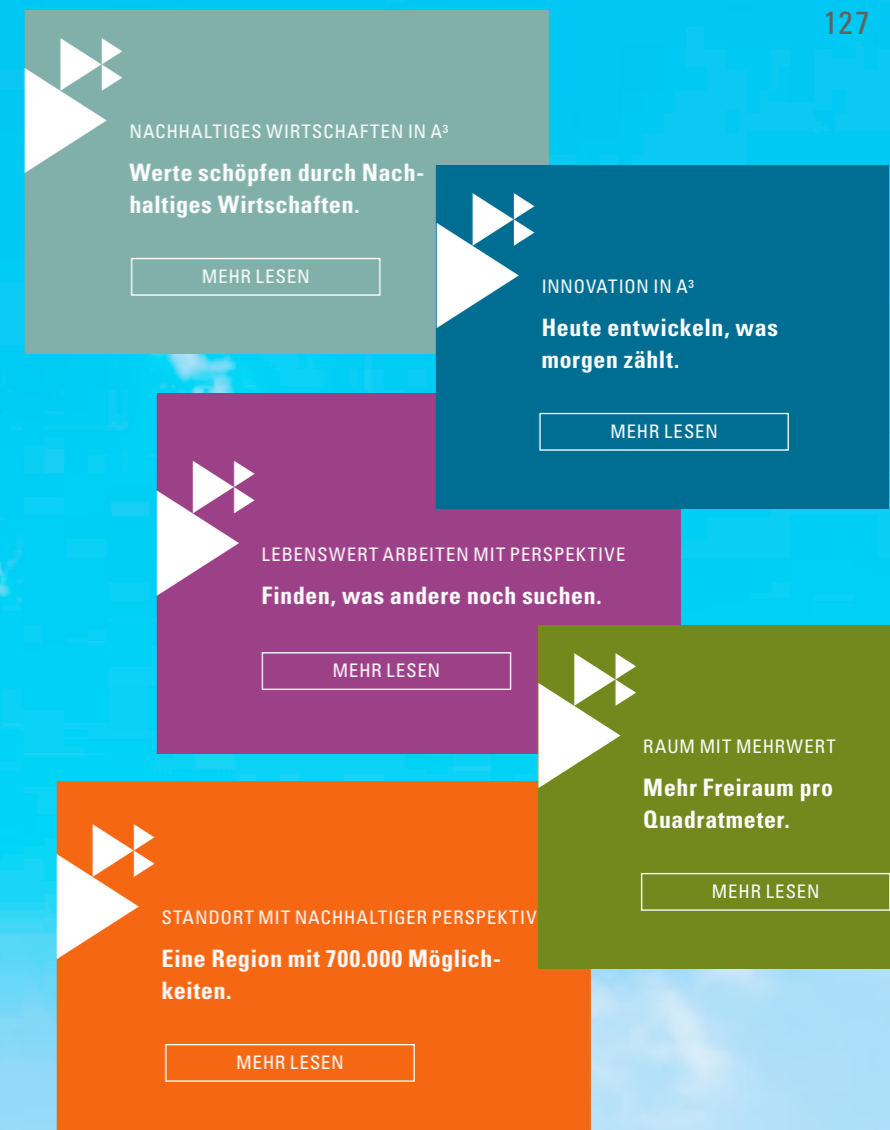 127
NACHHALTIGES WIRTSCHAFTEN IN A³
Werte schöpfen durch Nach-
haltiges Wirtschaften.
MEHR LESEN
INNOVATION IN A³
Heute entwickeln, was
morgen zählt.
MEHR LESEN
LEBENSWERT ARBEITEN MIT PERSPEKTIVE
Finden, was andere noch suchen.
MEHR LESEN
RAUM MIT MEHRWERT
Mehr Freiraum pro
Quadratmeter.
MEHR LESEN
STANDORT MIT NACHHALTIGER PERSPEKTIV
Eine Region mit 700.000 Möglich-
keiten.
MEHR LESEN